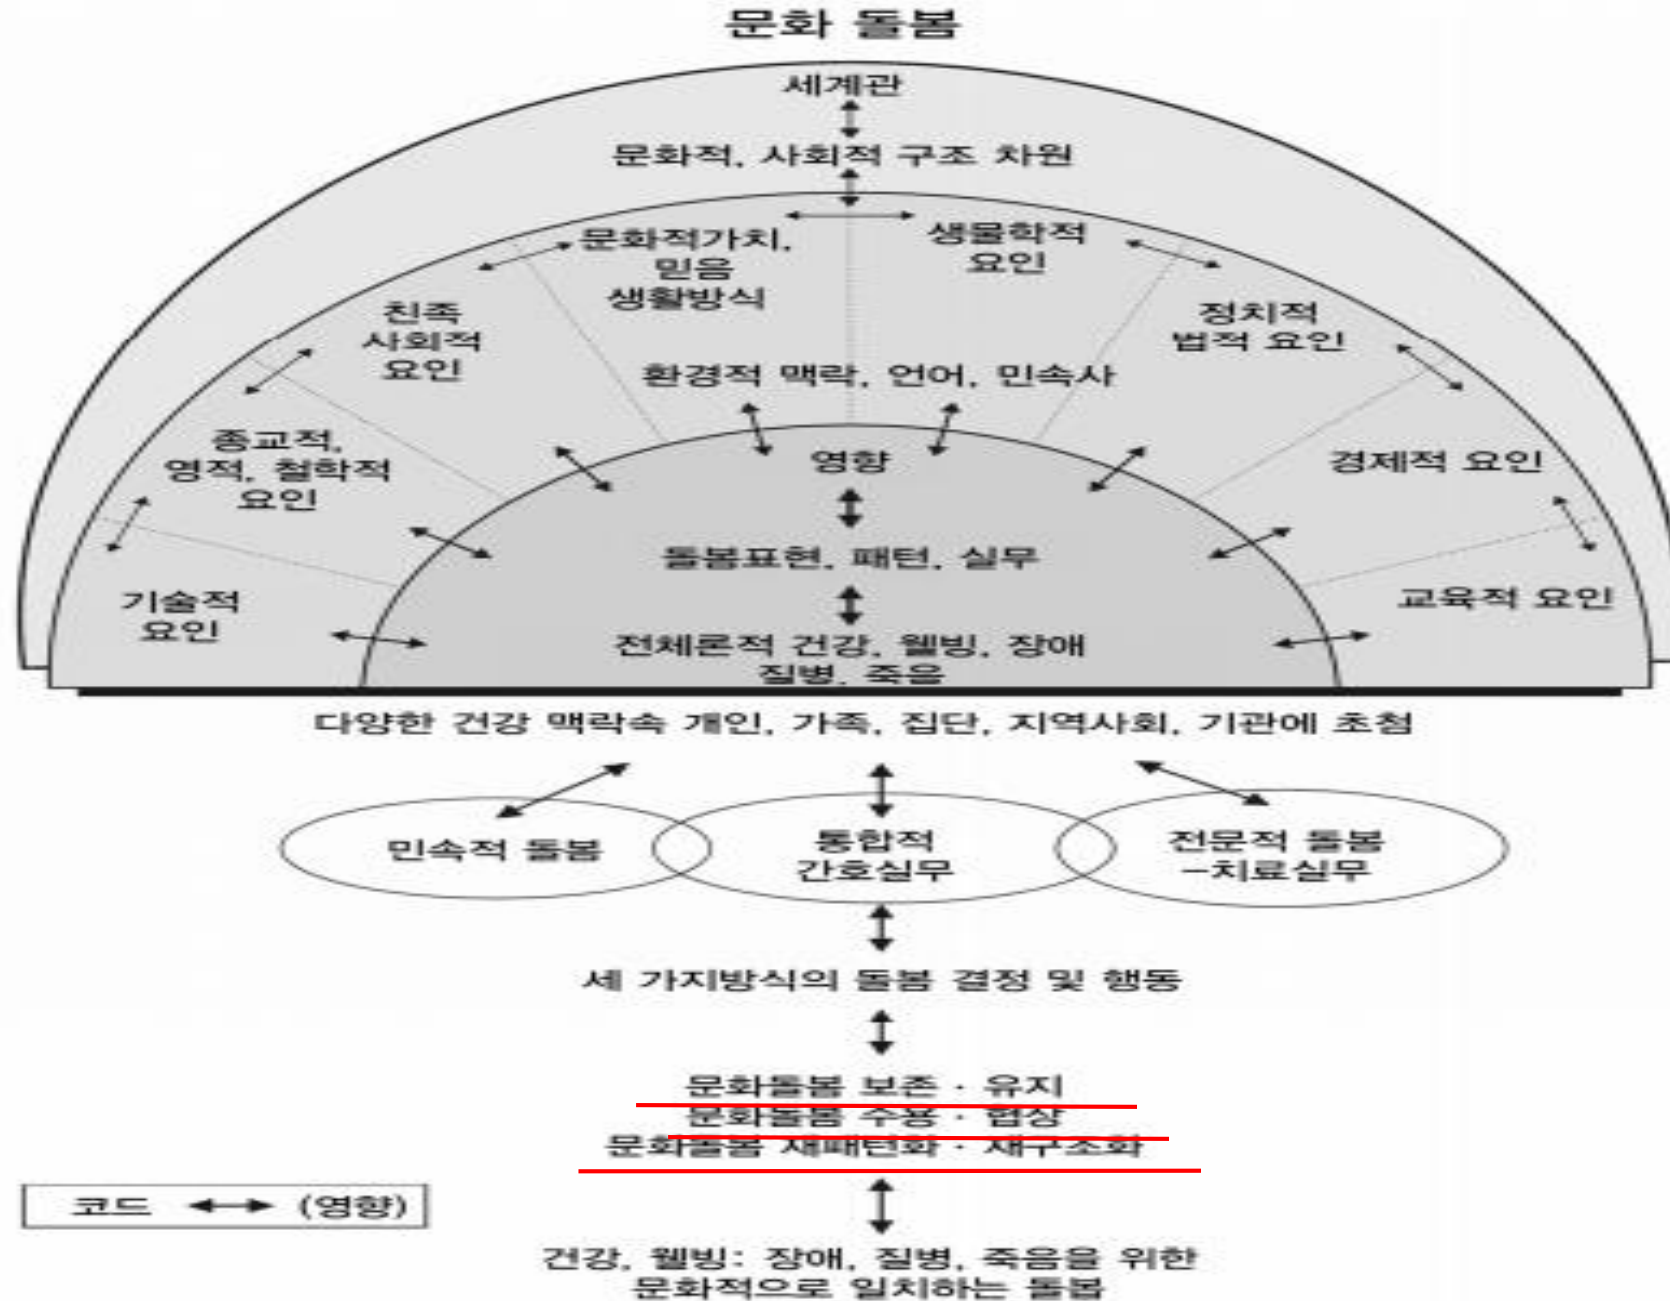 문화 돌봄
세계관
문화적, 사회적 구조 차원
문화적가치,
믿음
생활방식
생물학적
요인
친족
사회적
요인
정치적
법적 요인
환경적 맥락, 언어, 민속사
종교적,
영적, 철학적
요인
경제적 요인
영향
돌봄표현, 패턴, 실무
기술적
요인
교육적 요인
전체론적 건강, 웰빙, 장애
질병, 죽음
다양한 건강 맥락속 개인, 가족, 집단, 지역사회, 기관에 초첨
민속적 돌봄
통합적
간호실무
전문적 돌봄
-치료실무
세 가지방식의 돌봄 결정 및 행동
문화돌봄 보존 · 유지
문화돌봄 수용 · 협상
문화돌봄 재패턴화 · 재구조화
코드 ↔ (영향)
건강, 웰빙: 장애, 질병, 죽음을 위한
문화적으로 일치하는 돌봄